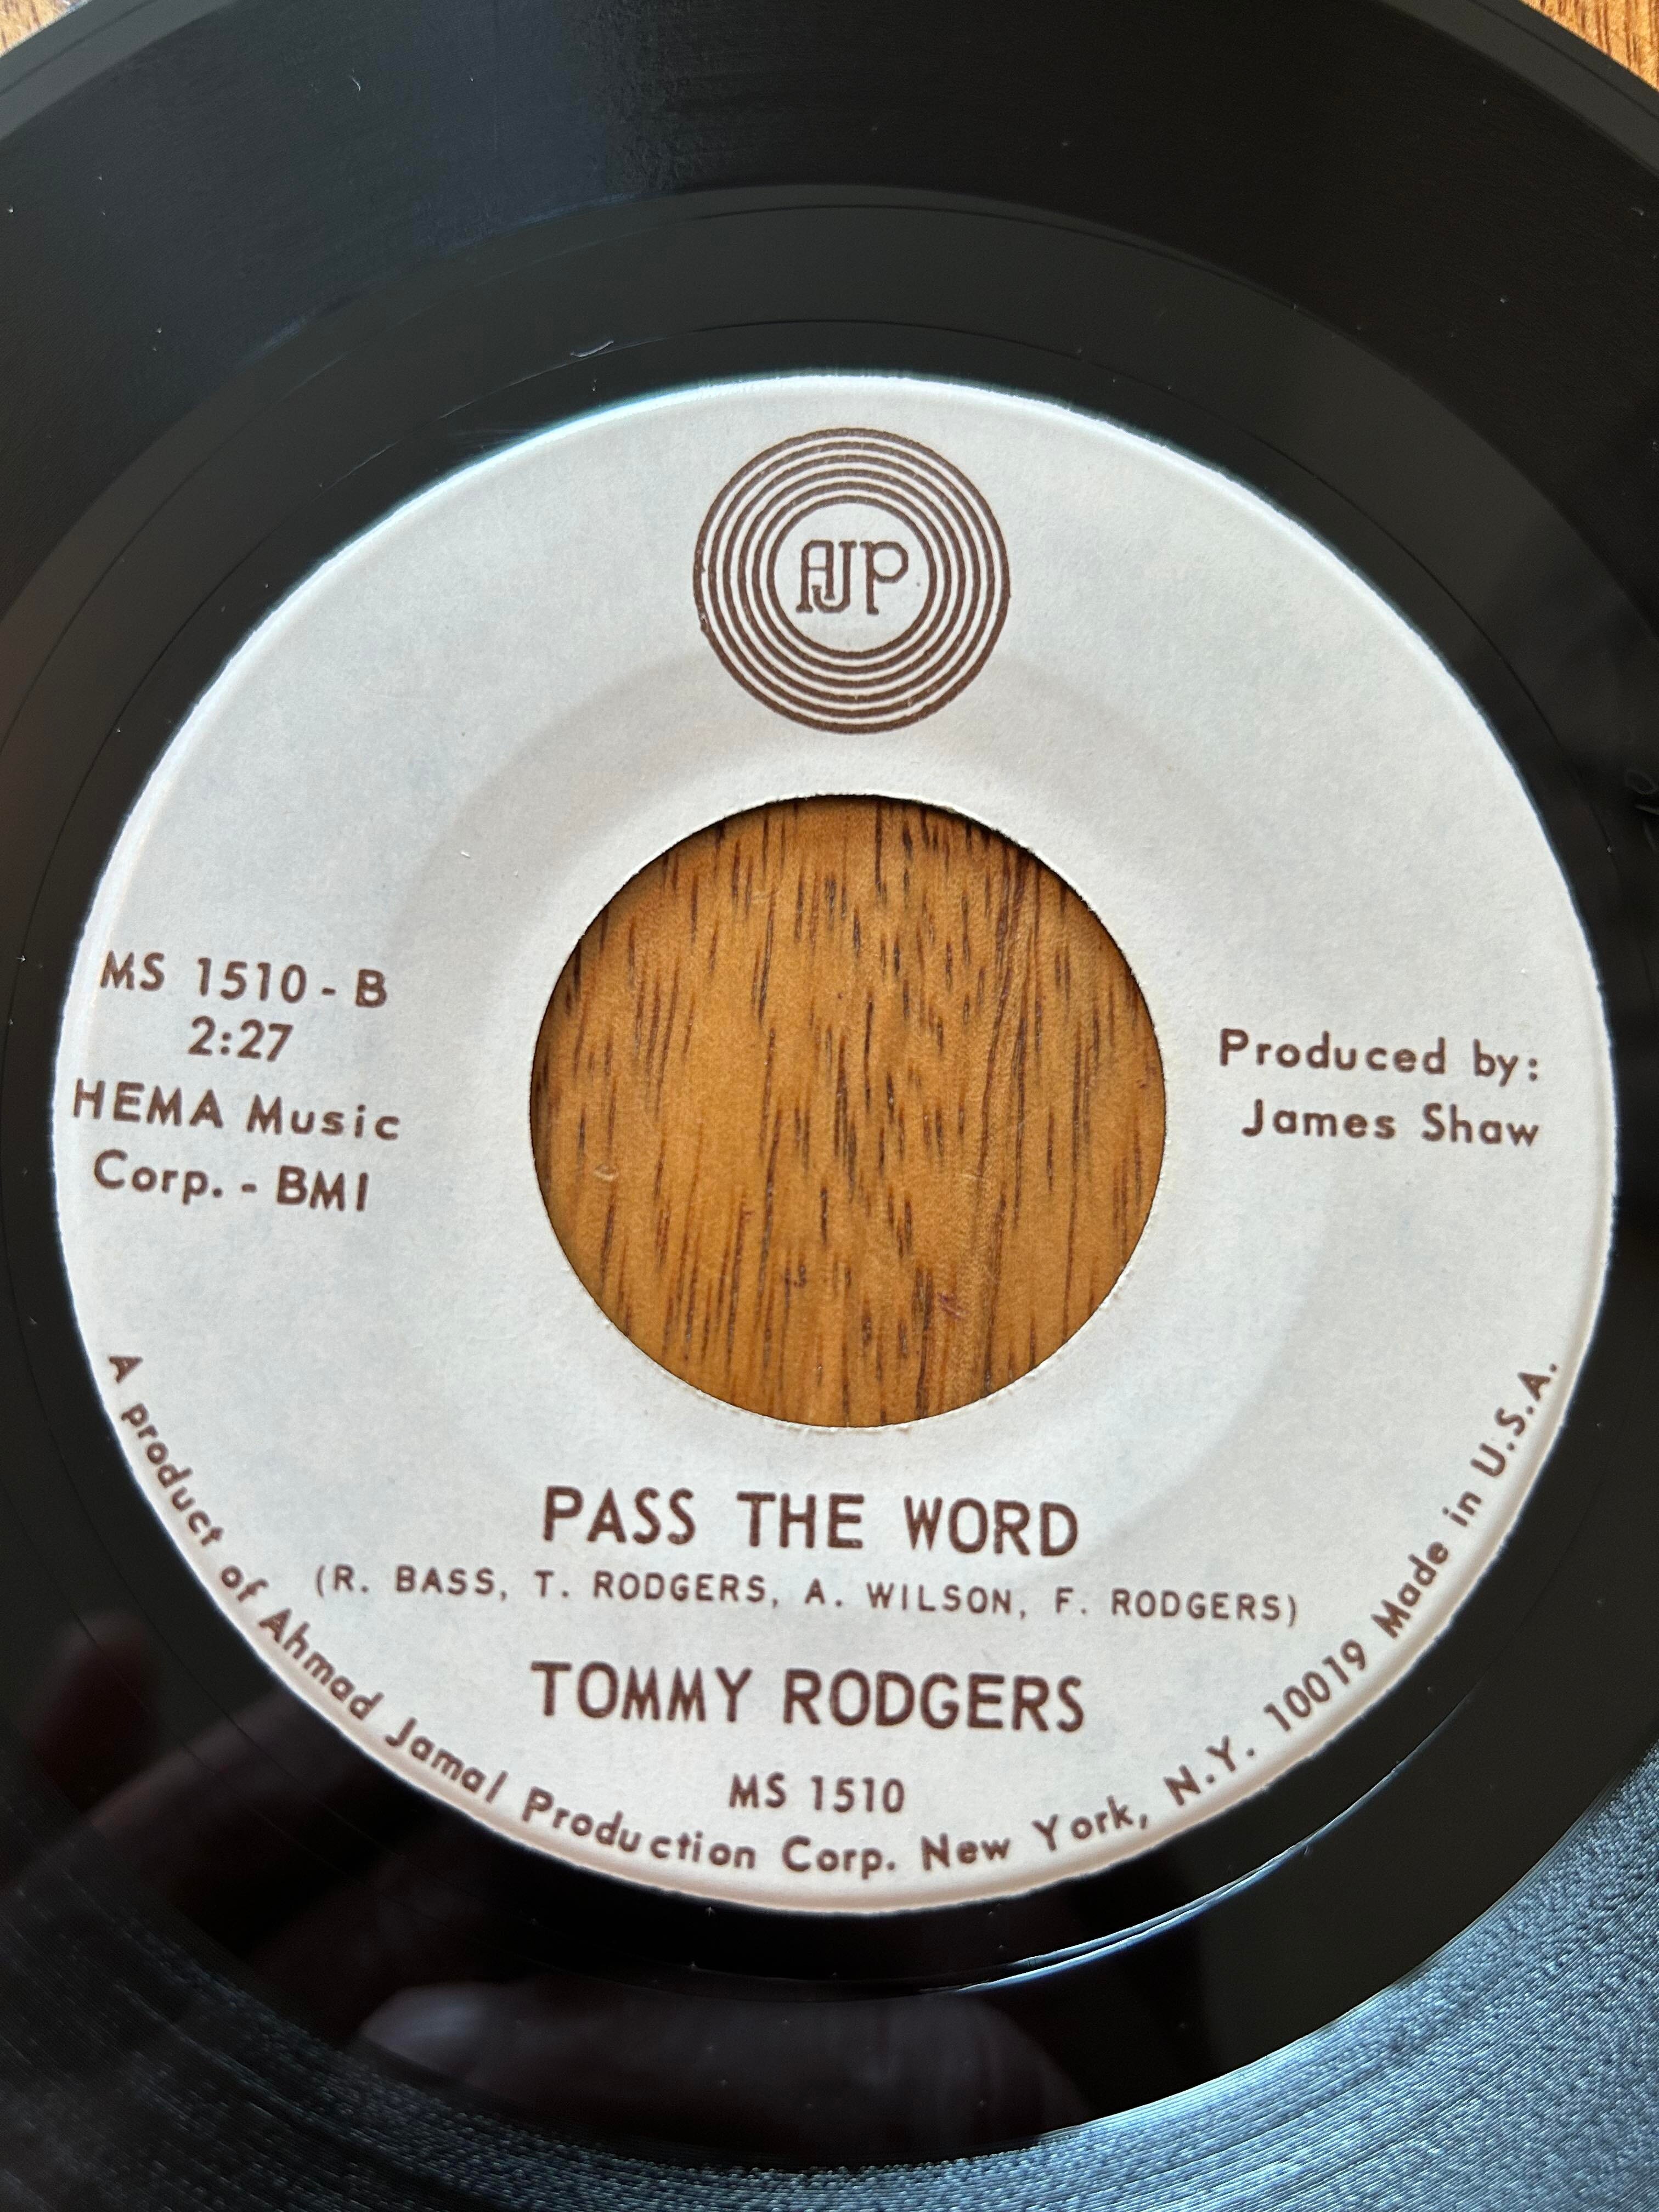 AJP
MS 1510 - B
2:27
HEMA Music
Corp. - BMI
Produced by:
James Shaw
PASS THE WORD
(R. BASS, T. RODGERS, A. WILSON, F. RODGERS)
TOMMY RODGERS
MS 1510
A product of Ahmad Jamal Production Corp. New York, N.Y. 10019 Made in U.S.A.